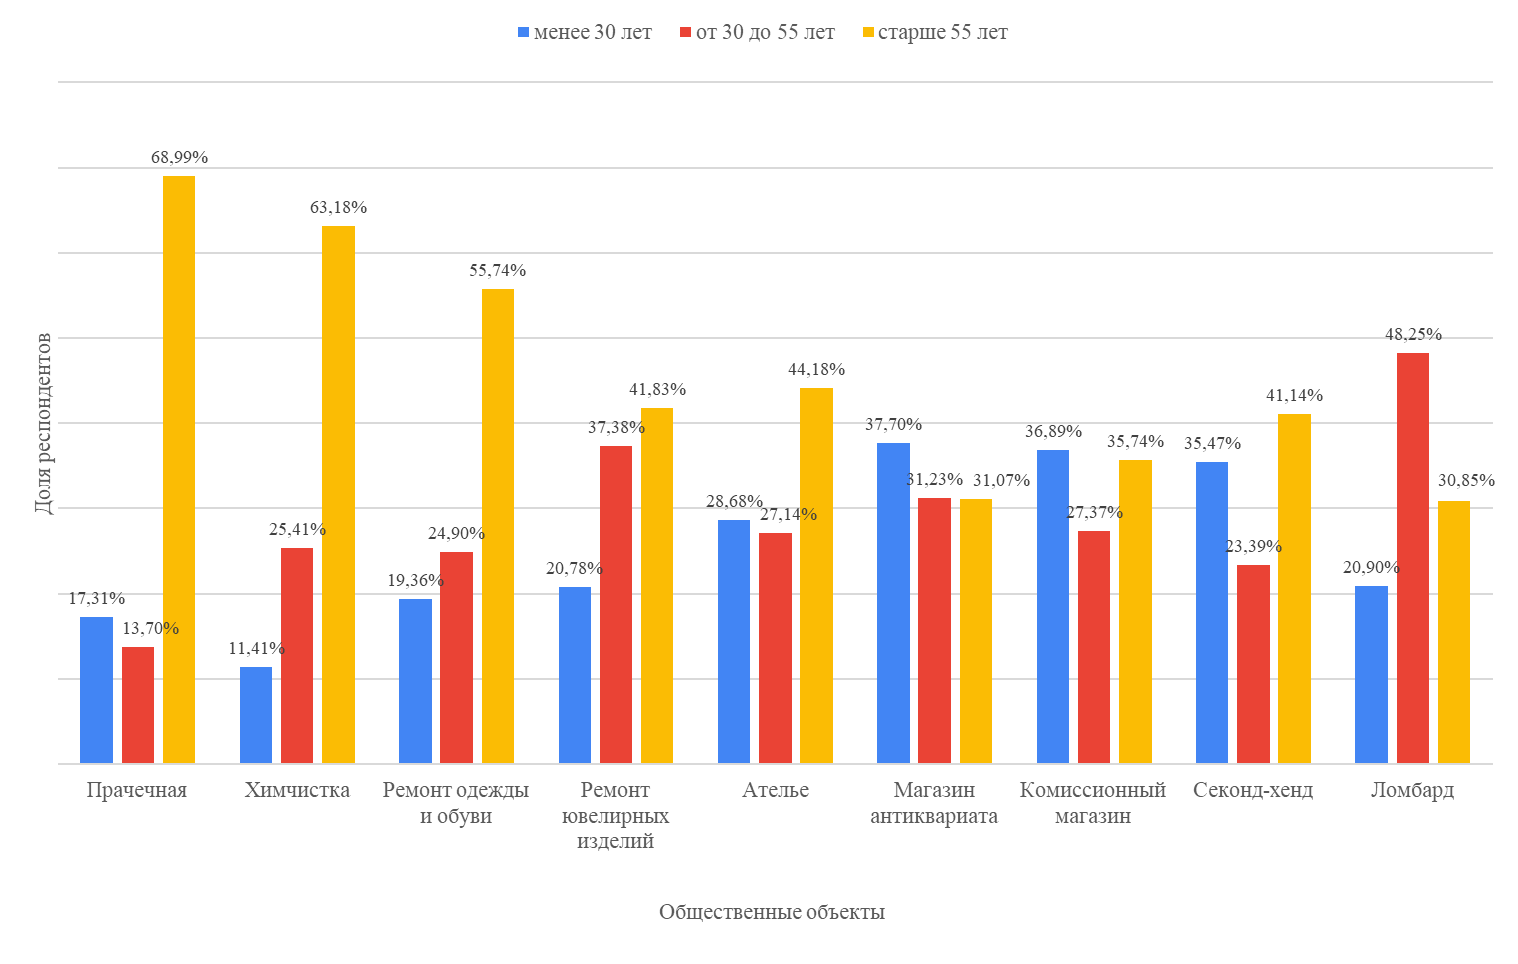 менее 30 лет от 30 до 55 лет старше 55 лет
Доля респондентов
17,31% 13,70% 68,99%
11,41% 25,41% 63,18%
19,36% 24,90% 55,74%
20,78% 37,38% 41,83%
28,68% 27,14% 44,18%
37,70% 31,23% 31,07%
36,89% 27,37% 35,74%
35,47% 23,39% 41,14%
20,90% 48,25% 30,85%
Прачечная
Химчистка
Ремонт одежды
и обуви
Ремонт
ювелирных
изделий
Ателье
Магазин
антиквариата
Комиссионный
магазин
Секонд-хенд
Ломбард
Общественные объекты